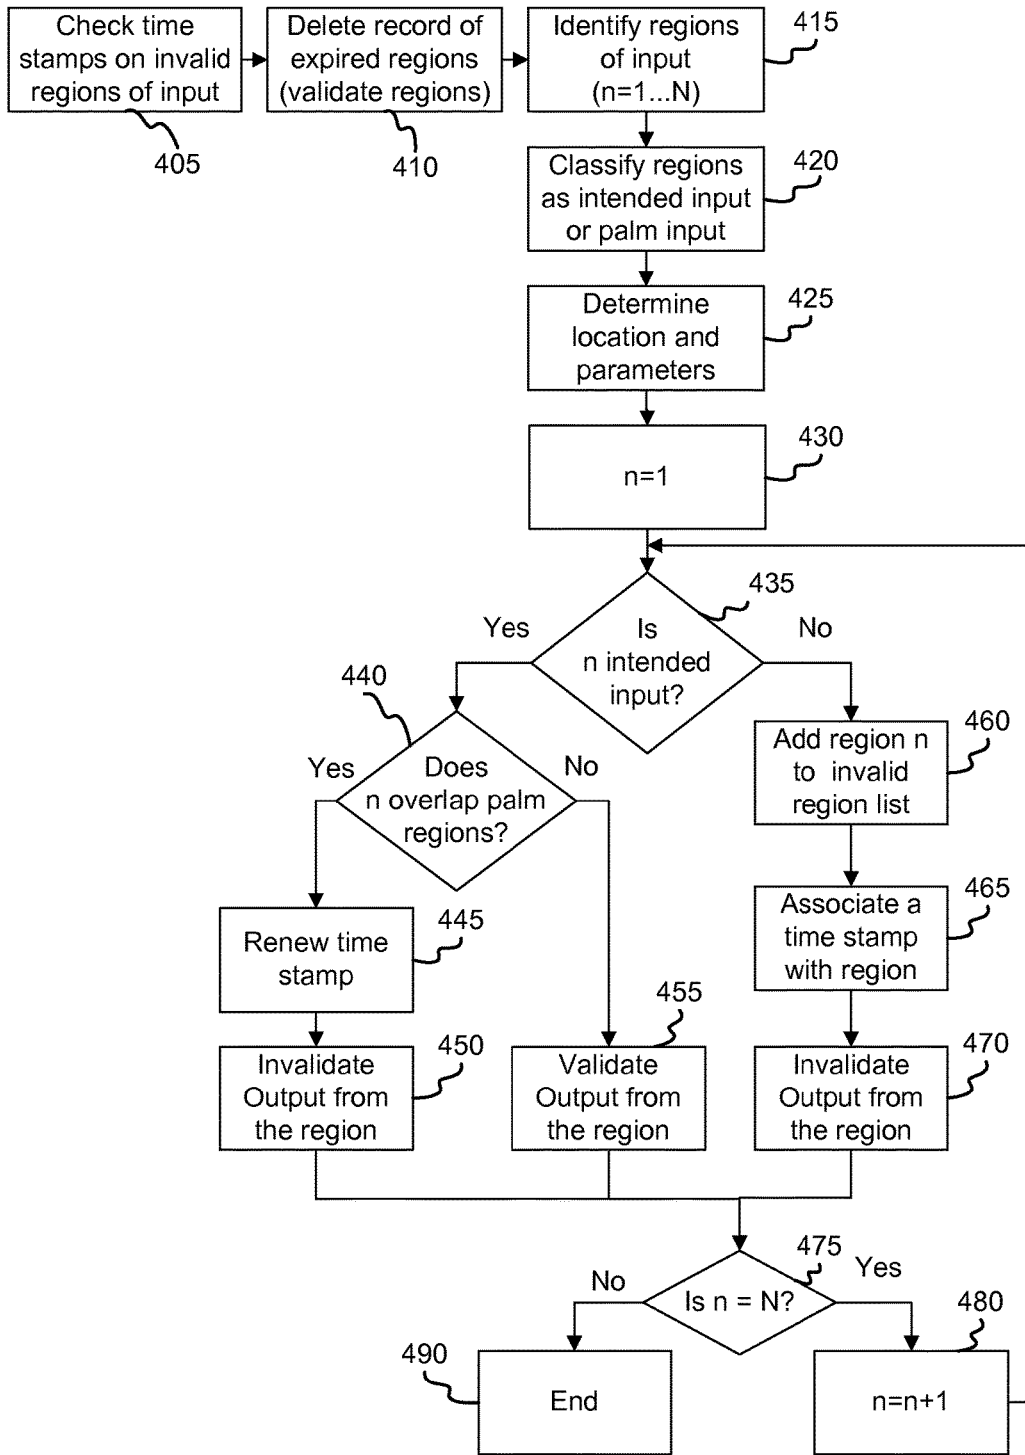 Check time
stamps on invalid
regions of input
405
Delete record of
expired regions
(validate regions)
410
Identify regions
of input
(n=1...N)
415
Classify regions
as intended input
or palm input
420
Determine
location and
parameters
425
n=1
430
Is
n intended
input?
435
Yes
No
Does
n overlap palm
regions?
440
Yes
No
Renew time
stamp
445
Invalidate
Output from
the region
450
Validate
Output from
the region
455
Add region n
to invalid
region list
460
Associate a
time stamp
with region
465
Invalidate
Output from
the region
470
Is n = N?
475
No
Yes
End
490
n=n+1
480